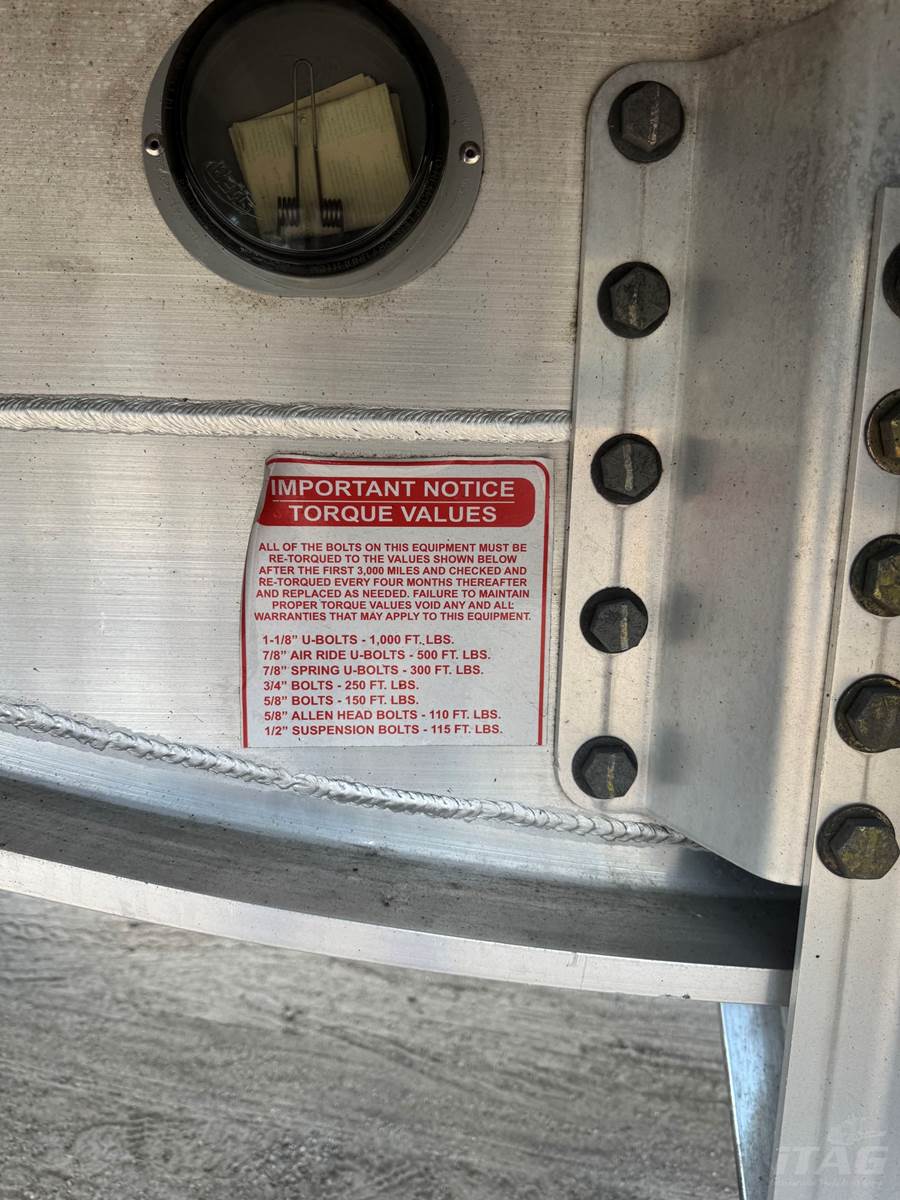 IMPORTANT NOTICE
TORQUE VALUES
ALL OF THE BOLTS ON THIS EQUIPMENT MUST BE
RE-TORQUED TO THE VALUES SHOWN BELOW
AFTER THE FIRST 3,000 MILES AND CHECKED AND
RE-TORQUED EVERY FOUR MONTHS THEREAFTER
AND REPLACED AS NEEDED. FAILURE TO MAINTAIN
PROPER TORQUE VALUES VOID ANY AND ALL
WARRANTIES THAT MAY APPLY TO THIS EQUIPMENT.
1-1/8" U-BOLTS - 1,000 FT. LBS.
7/8" AIR RIDE U-BOLTS - 500 FT. LBS.
7/8" SPRING U-BOLTS - 300 FT. LBS.
3/4" BOLTS - 250 FT. LBS.
5/8" BOLTS - 150 FT. LBS.
5/8" ALLEN HEAD BOLTS - 110 FT. LBS.
1/2" SUSPENSION BOLTS - 115 FT. LBS.
ITAG